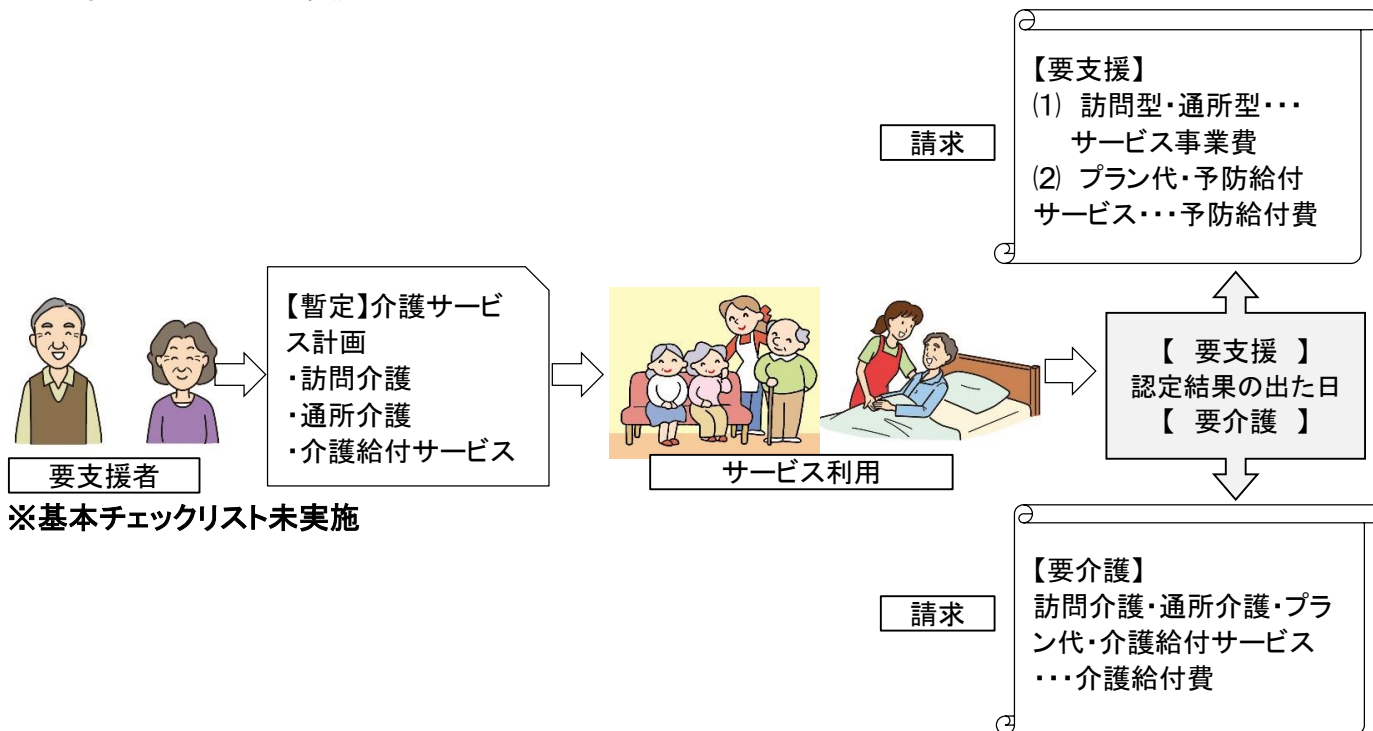 要支援者
※基本チェックリスト未実施
【暫定】介護サービ
ス計画
・訪問介護
・通所介護
・介護給付サービス
サービス利用
【 要支援 】
認定結果の出た日
【 要介護 】
請求
【要支援】
⑴ 訪問型・通所型・・・
サービス事業費
⑵ プラン代・予防給付
サービス・・・予防給付費
請求
【要介護】
訪問介護・通所介護・プラ
ン代・介護給付サービス
・・・介護給付費